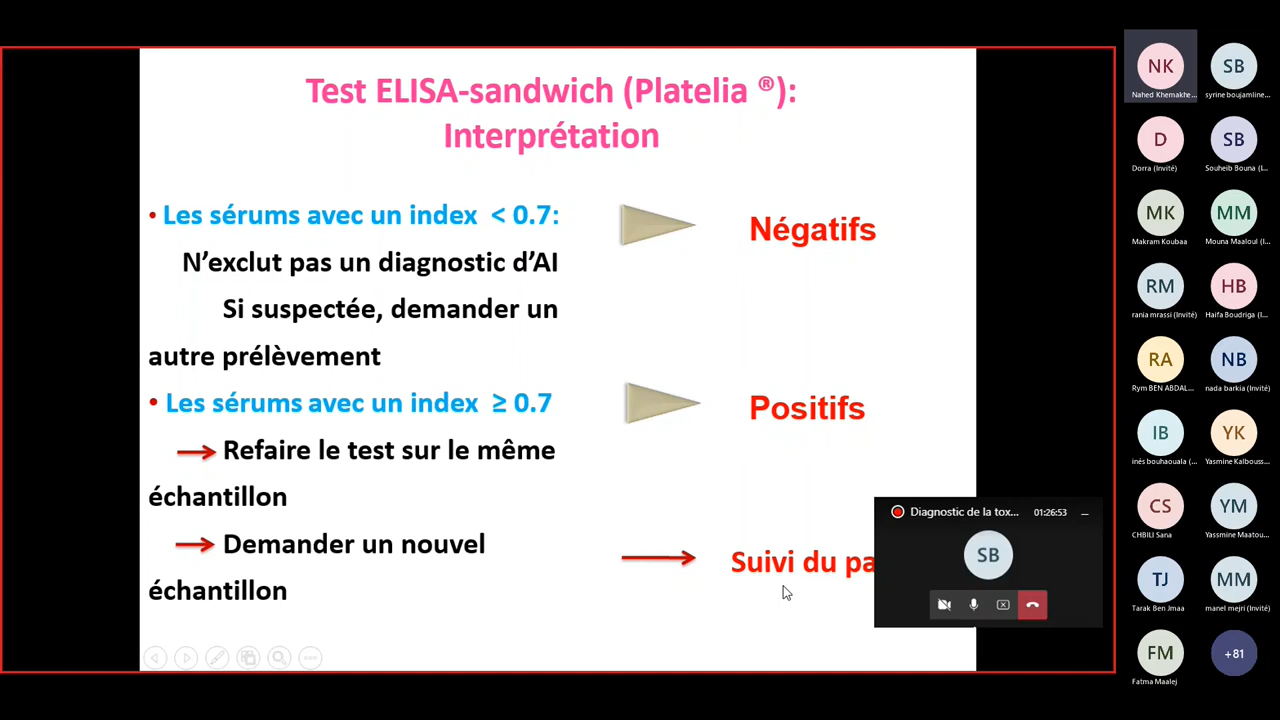 Test ELISA-sandwich (Platelia ®):
Interprétation
• Les sérums avec un index < 0.7:
Négatifs
N’exclut pas un diagnostic d’AI
Si suspectée, demander un
autre prélèvement
• Les sérums avec un index ≥ 0.7
Positifs
Refaire le test sur le même
échantillon
Demander un nouvel
échantillon
Suivi du pa
Diagnostic de la tox... 01:26:53
SB
NK
Nahed Khemakhe...
SB
syrine boujamline...
D
Dorra (Invité)
SB
Souheib Bouna (I...
MK
Makram Koubaa
MM
Mouna Maaloul (I...
RM
rania mrassi (Invité)
HB
Haifa Boudriga (I...
RA
Rym BEN ABDAL...
NB
nada barkia (Invité)
IB
inés bouhaouala (...
YK
Yasmine Kalbouss...
CS
CHBILI Sana
YM
Yassmine Maatou...
TJ
Tarak Ben Jmaa
MM
manel mejri (Invité)
FM
Fatma Maalej
+81